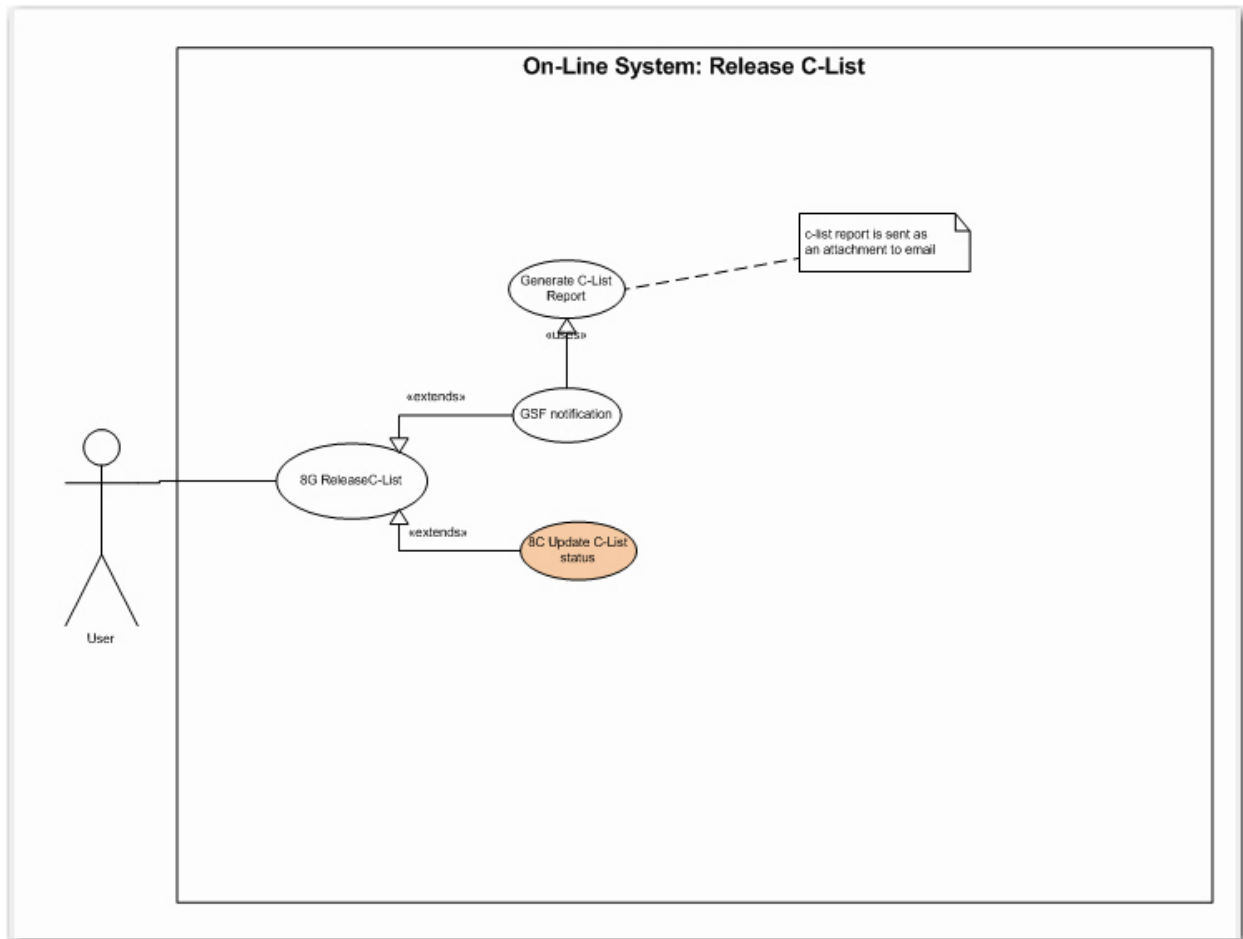 On-Line System: Release C-List
c-list report is sent as
an attachment to email
Generate C-List
Report
«uses»
«extends»
GSF notification
8G ReleaseC-List
«extends»
8C Update C-List
status
User